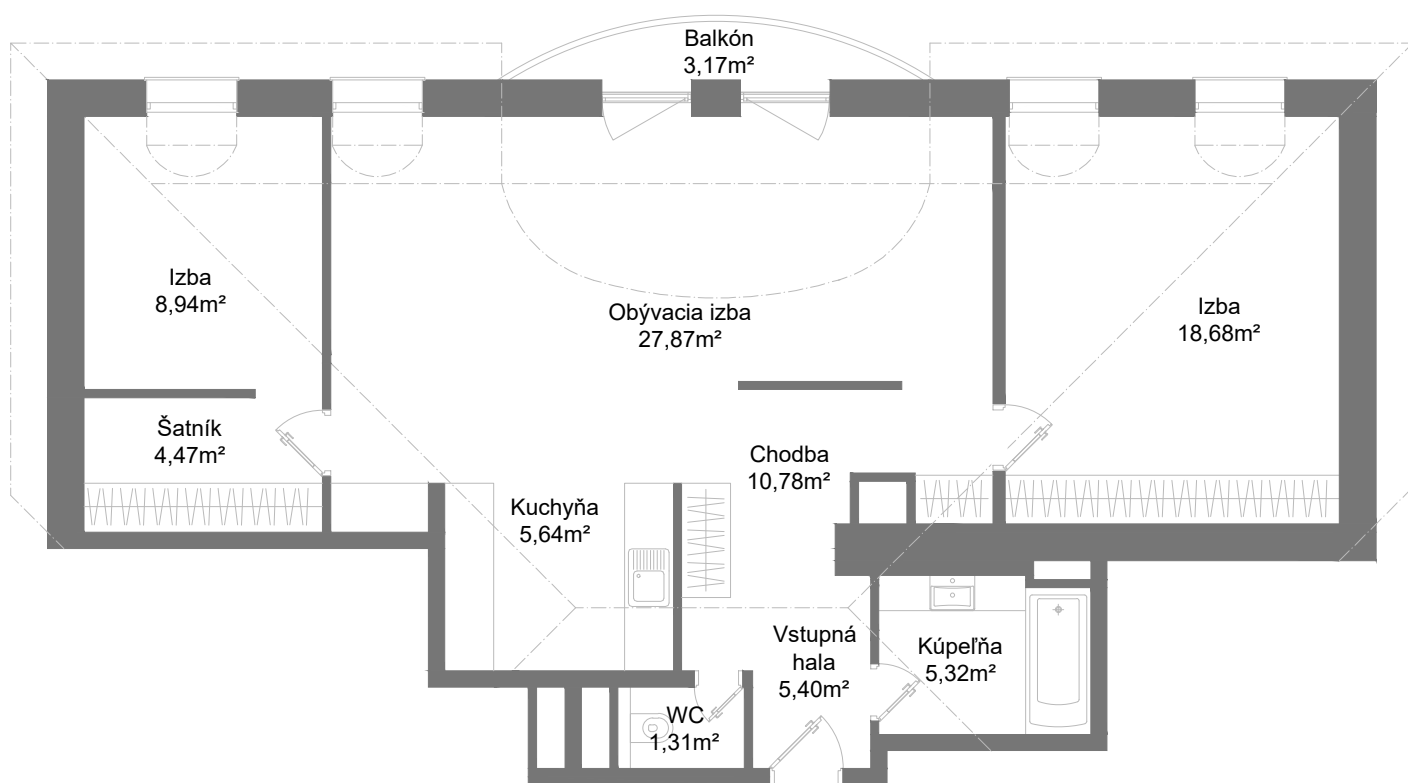 Balkón
3,17m²
Izba
8,94m²
Obývacia izba
27,87m²
Izba
18,68m²
Šatník
4,47m²
Chodba
10,78m²
Kuchyňa
5,64m²
Vstupná
hala
5,40m²
Kúpeľňa
5,32m²
WC
1,31m²